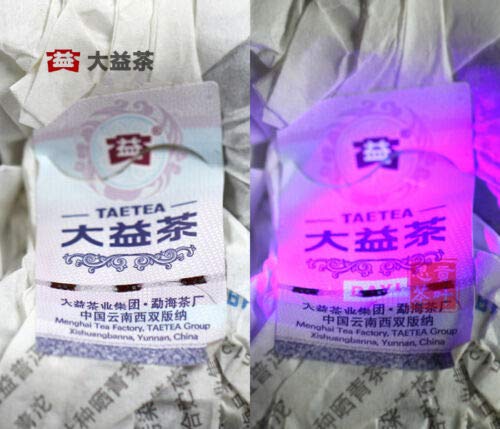 益 大益茶
益
TAETEA
大益茶
大益茶业集团·勐海茶厂
中国云南西双版纳
Menghai Tea Factory, TAETEA Group
Xishuangbanna, Yunnan, China
益
TAETEA
大益茶
大益茶业集团·勐海茶厂
中国云南西双版纳
Menghai Tea Factory, TAETEA Group
Xishuangbanna, Yunnan, China